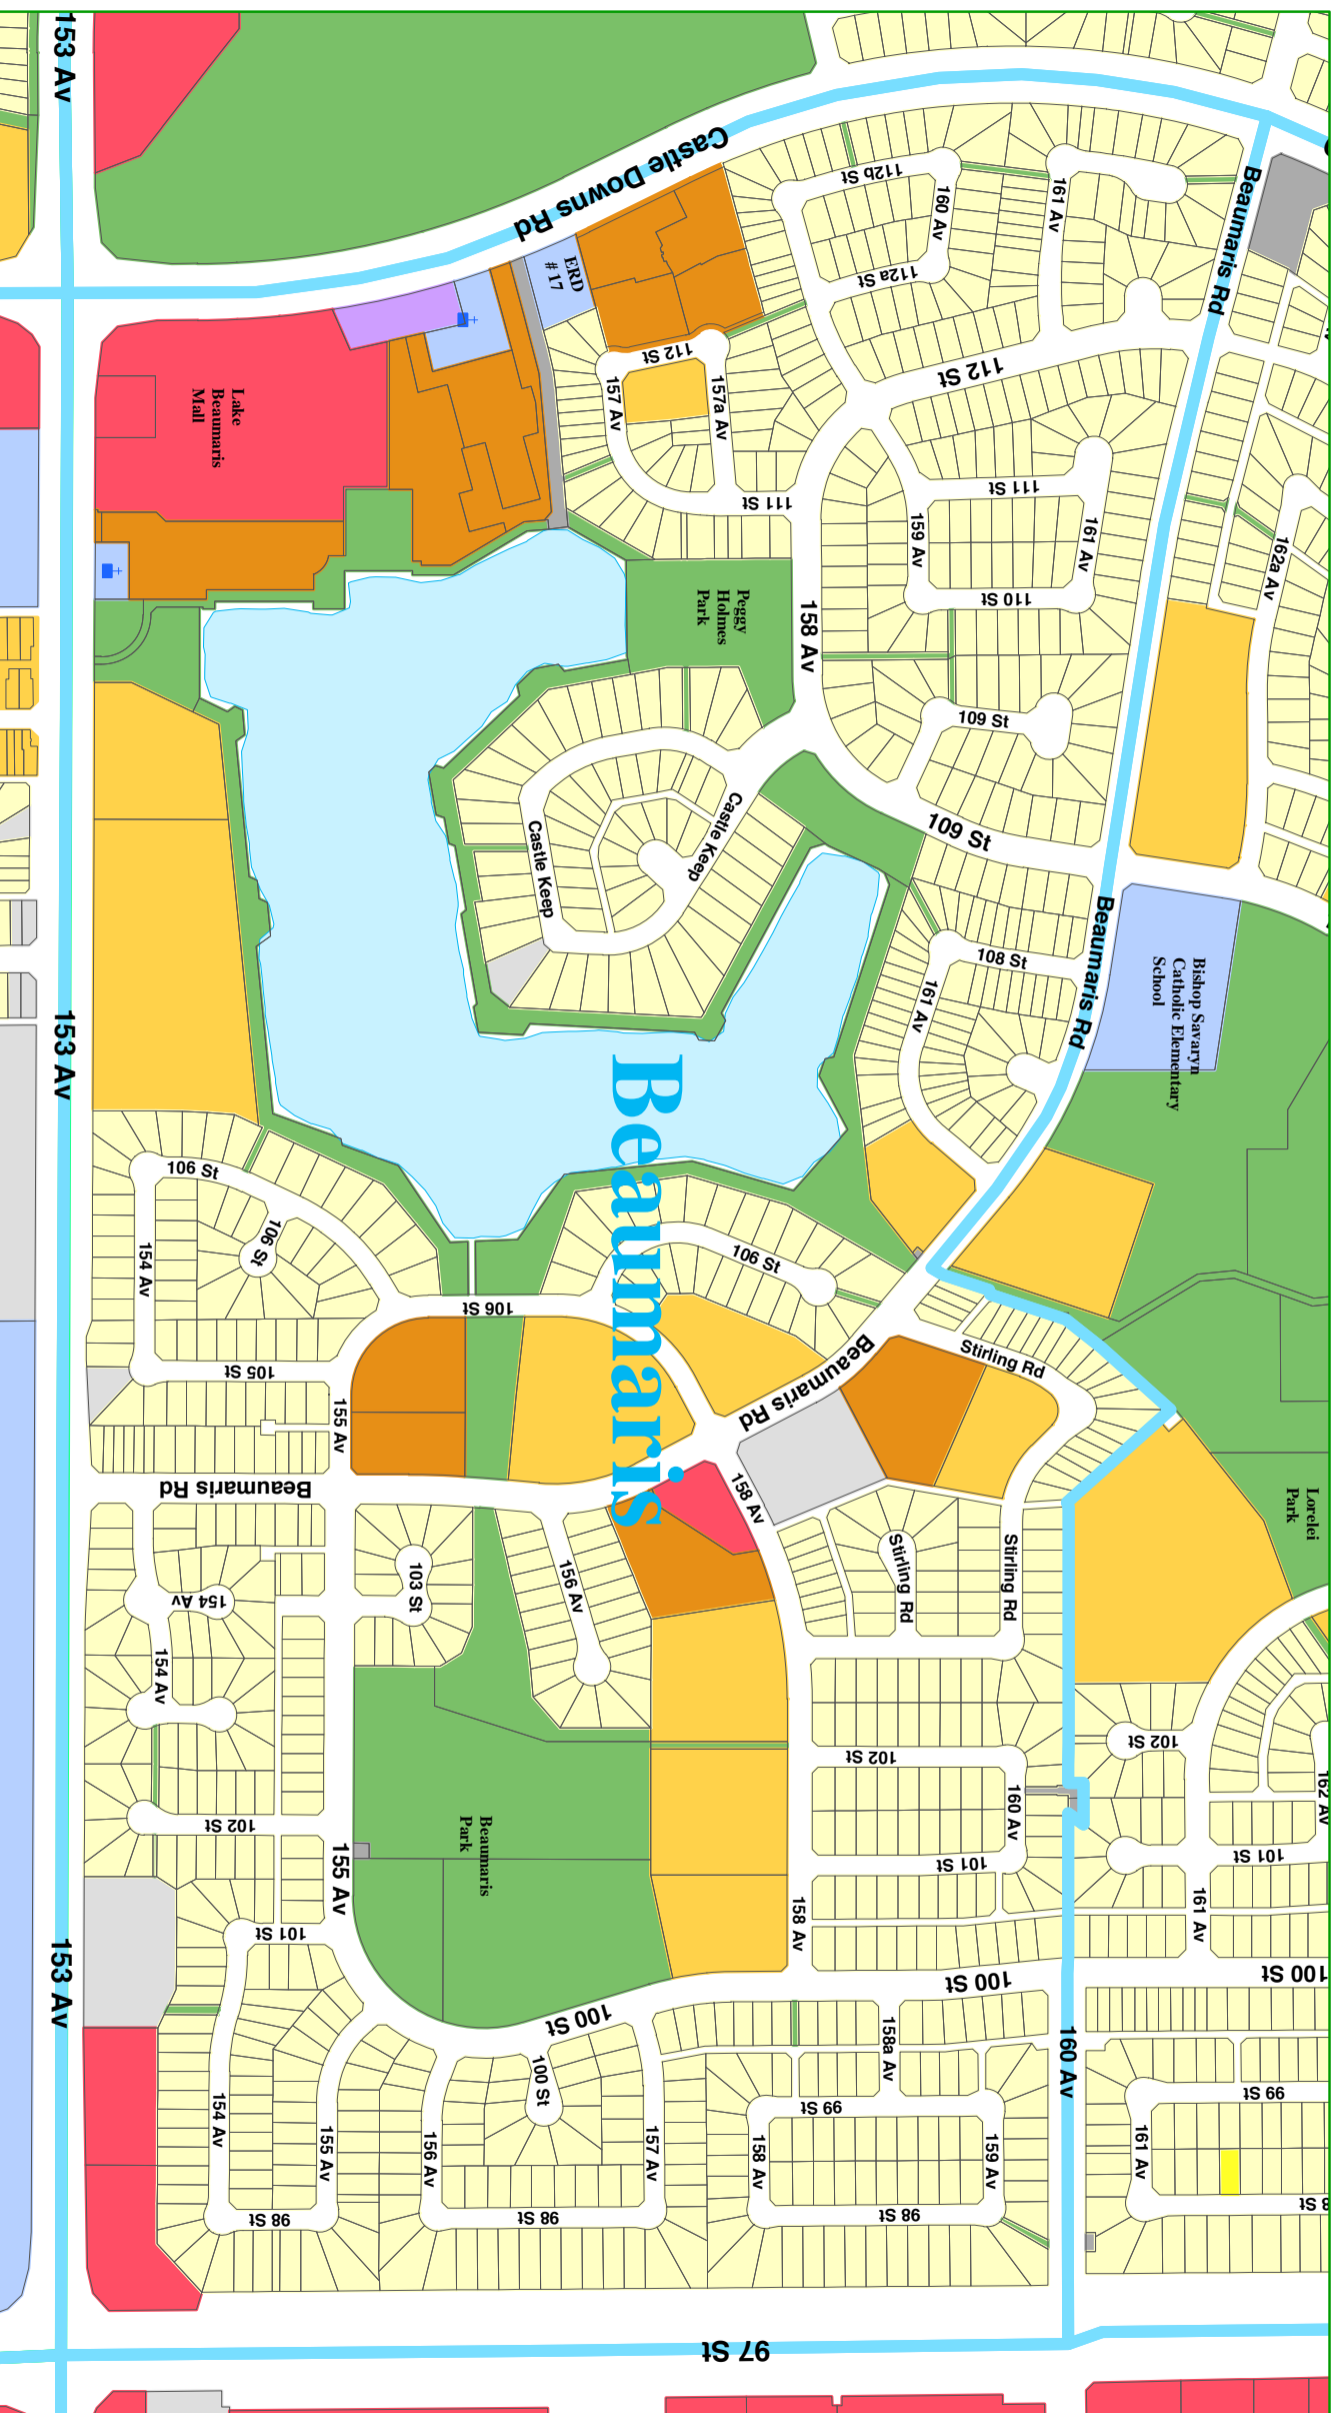 153 Av
Castle Downs Rd
112b St
160 Av
161 Av
Beaumaris Rd
112a St
ERD
# 17
112 St
157 Av
157a Av
112 St
Lake
Beaumaris
Mall
111 St
111 St
159 Av
161 Av
162a Av
110 St
Peggy
Holmes
Park
158 Av
109 St
109 St
Castle Keep
Castle Keep
Beaumaris Rd
108 St
161 Av
Bishop Savaryn
Catholic Elementary
School
153 Av
Beaumaris
106 St
106 St
154 Av
106 St
106 St
105 St
155 Av
Beaumaris Rd
Stirling Rd
Beaumaris Rd
158 Av
Lorelei
Park
103 St
156 Av
Stirling Rd
Stirling Rd
154 Av
154 Av
102 St
102 St
102 St
160 Av
162 Av
Beaumaris
Park
155 Av
101 St
101 St
101 St
158 Av
161 Av
153 Av
100 St
100
100 St
100 St
158a Av
160 Av
99 St
99 St
154 Av
155 Av
156 Av
157 Av
158 Av
159 Av
161 Av
98 St
98 St
98 St
8 St
97 St